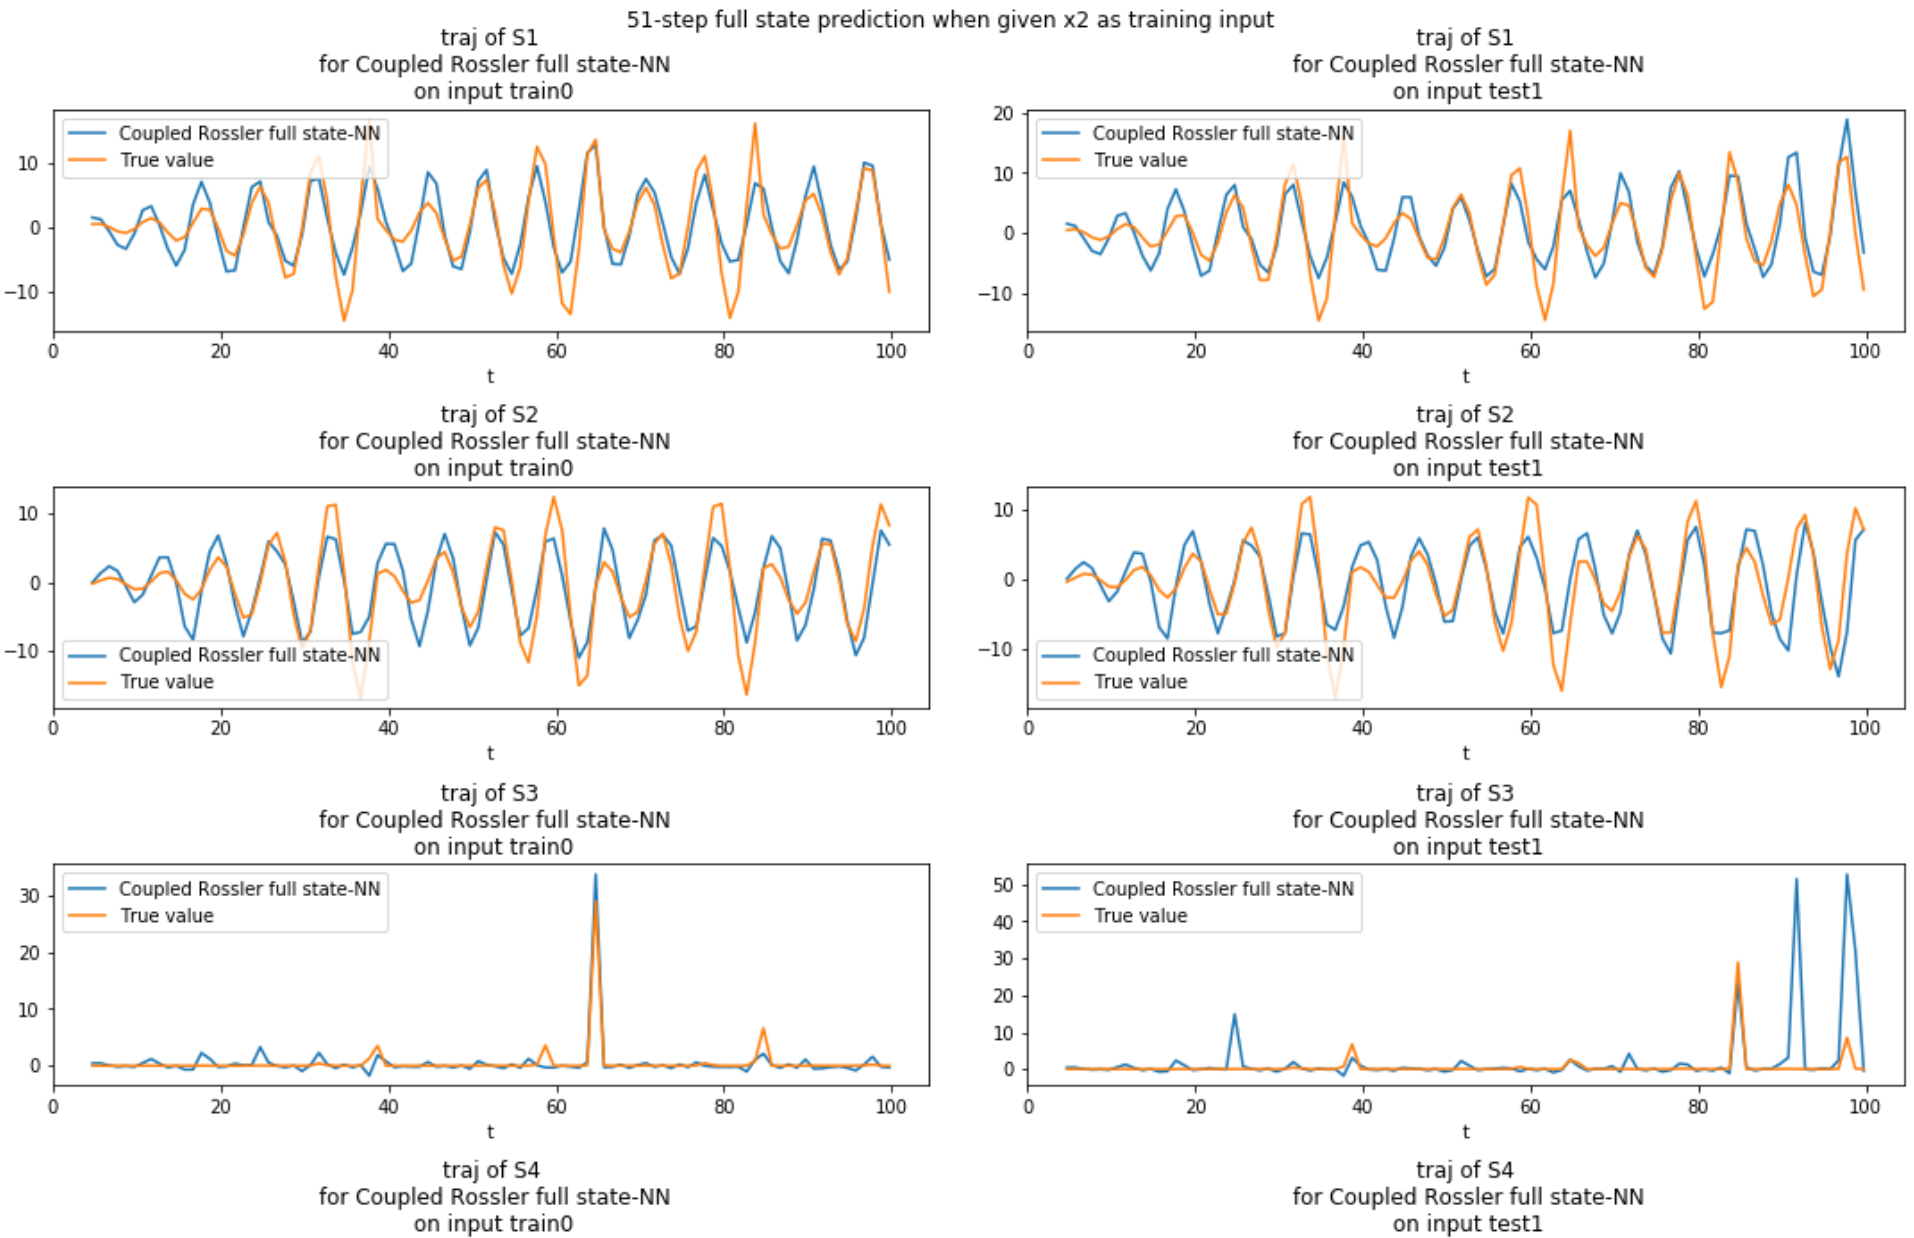 51-step full state prediction when given x2 as training input
traj of S1
for Coupled Rossler full state-NN
on input train0
Coupled Rossler full state-NN
True value
10
0
−10
0 20 40 60 80 100
t
traj of S1
for Coupled Rossler full state-NN
on input test1
Coupled Rossler full state-NN
True value
20
10
0
−10
0 20 40 60 80 100
t
traj of S2
for Coupled Rossler full state-NN
on input train0
10
0
−10
Coupled Rossler full state-NN
True value
0 20 40 60 80 100
t
traj of S2
for Coupled Rossler full state-NN
on input test1
10
0
−10
Coupled Rossler full state-NN
True value
0 20 40 60 80 100
t
traj of S3
for Coupled Rossler full state-NN
on input train0
Coupled Rossler full state-NN
True value
30
20
10
0
0 20 40 60 80 100
t
traj of S3
for Coupled Rossler full state-NN
on input test1
Coupled Rossler full state-NN
True value
50
40
30
20
10
0
0 20 40 60 80 100
t
traj of S4
for Coupled Rossler full state-NN
on input train0
traj of S4
for Coupled Rossler full state-NN
on input test1